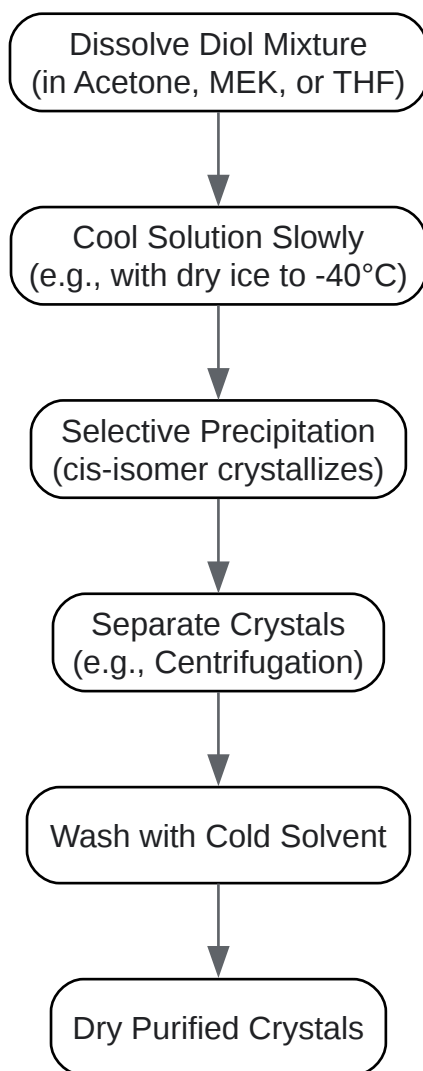 Dissolve Diol Mixture
(in Acetone, MEK, or THF)
Cool Solution Slowly
(e.g., with dry ice to -40°C)
Selective Precipitation
(cis-isomer crystallizes)
Separate Crystals
(e.g., Centrifugation)
Wash with Cold Solvent
Dry Purified Crystals